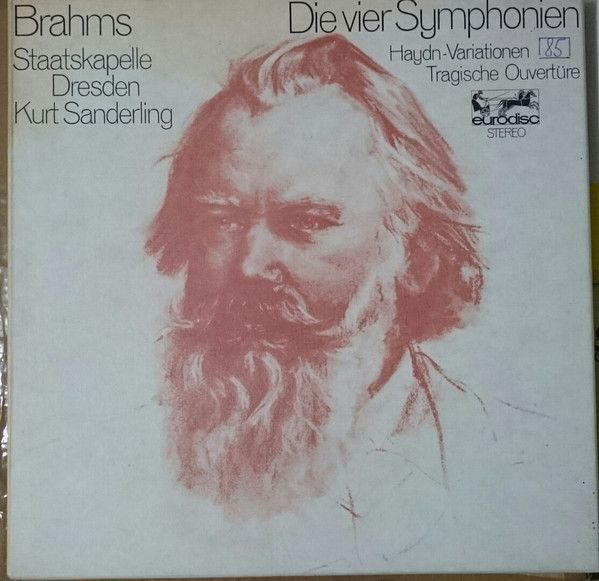 Brahms
Staatskapelle
Dresden
Kurt Sanderling
Die vier Symphonien
Haydn-Variationen 85
Tragische Ouvertüre
eurodisc
STEREO